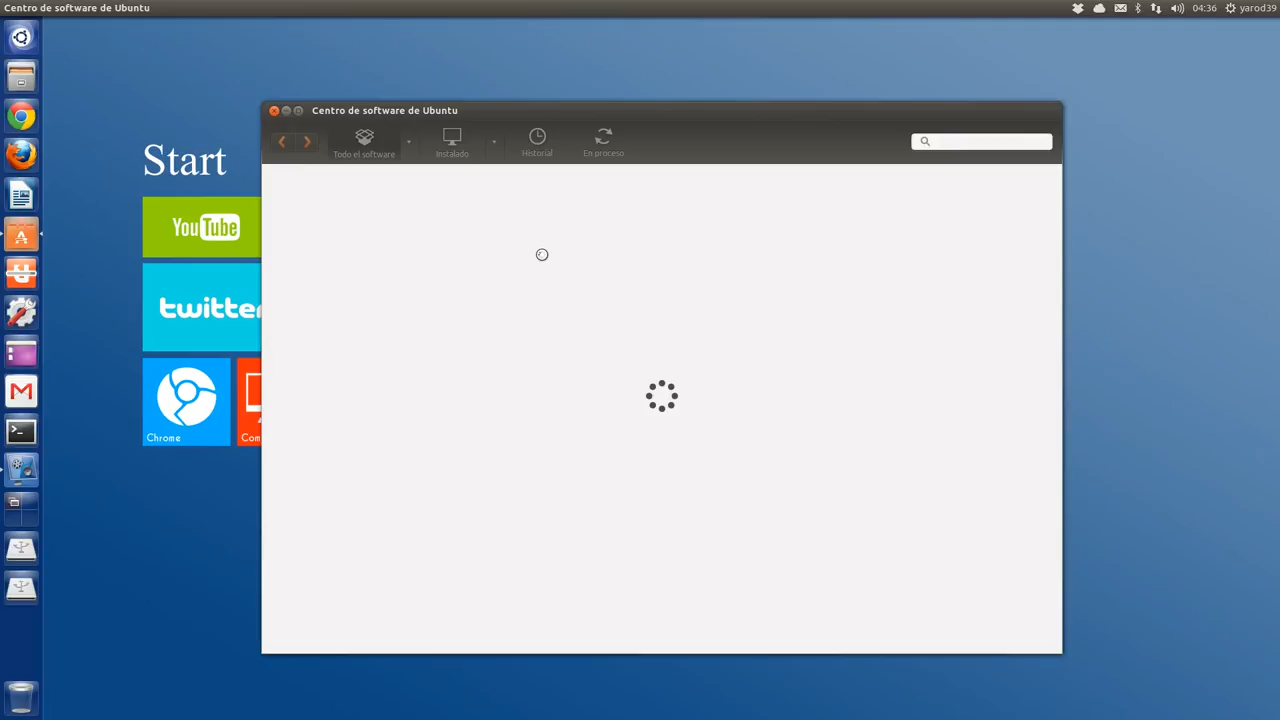 Centro de software de Ubuntu
04:36
yarod39
Centro de software de Ubuntu
Todo el software
Instalado
Historial
En proceso
Start
YouTube
twitter
Chrome
Com